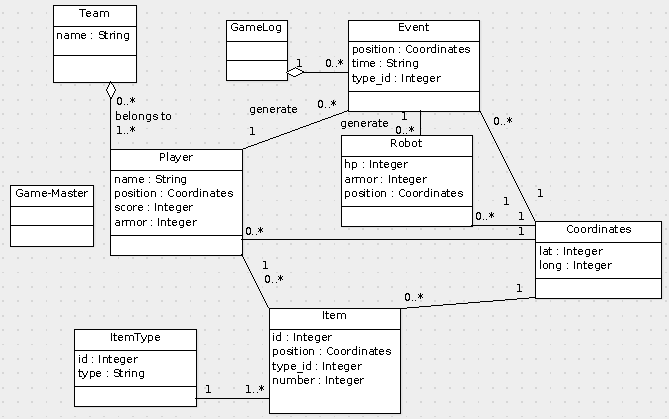 Team
name : String
GameLog
Event
position : Coordinates
time : String
type_id : Integer
1
0..*
0..*
belongs to
1..*
generate
0..*
1
1
generate
0..*
0..*
1
Robot
hp : Integer
armor : Integer
position : Coordinates
Player
name : String
position : Coordinates
score : Integer
armor : Integer
Game-Master
0..*
1
1
0..*
1
Coordinates
lat : Integer
long : Integer
1
0..*
0..*
1
Item
id : Integer
position : Coordinates
type_id : Integer
number : Integer
ItemType
id : Integer
type : String
1
1..*